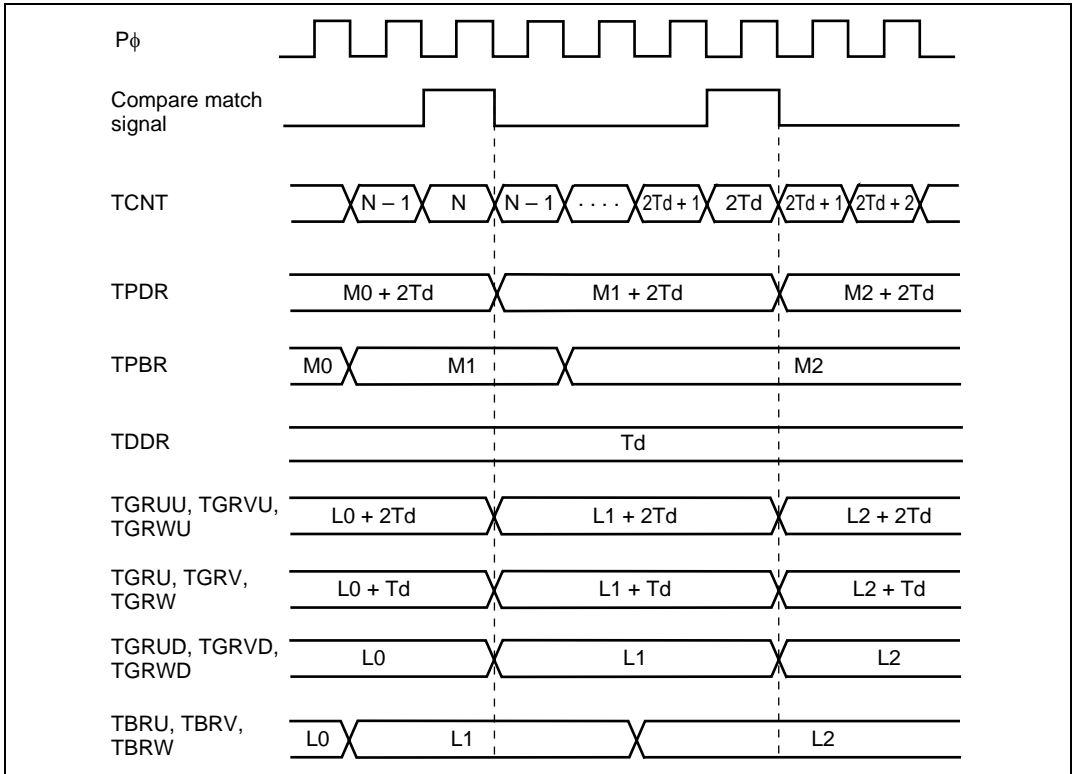 Pϕ
Compare match
signal
TCNT
N – 1 N N – 1 · · · · 2Td + 1 2Td 2Td + 1 2Td + 2
TPDR
M0 + 2Td M1 + 2Td M2 + 2Td
TPBR
M0 M1 M2
TDDR
Td
TGRUU, TGRVU,
TGRWU
L0 + 2Td L1 + 2Td L2 + 2Td
TGRU, TGRV,
TGRW
L0 + Td L1 + Td L2 + Td
TGRUD, TGRVD,
TGRWD
L0 L1 L2
TBRU, TBRV,
TBRW
L0 L1 L2